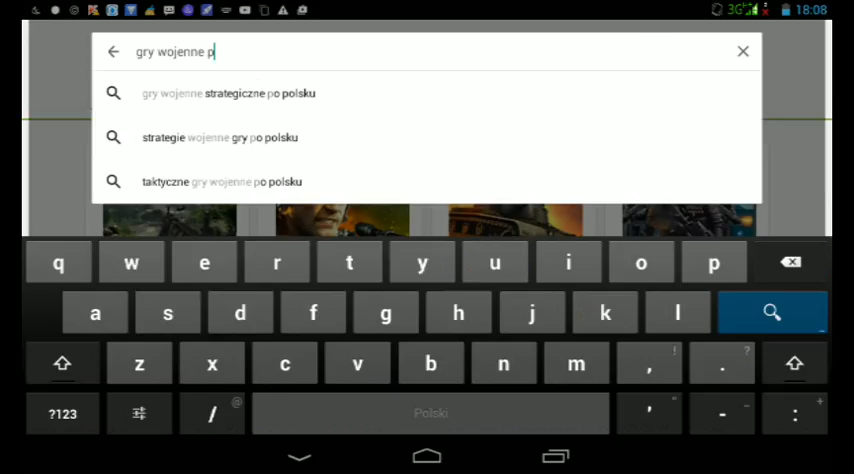 3G 18:08
gry wojenne p
gry wojenne strategiczne po polsku
strategie wojenne gry po polsku
taktyczne gry wojenne po polsku
q w e r t y u i o p
a s d f g h j k l
z x c v b n m , ! . ?
?123 / @ Polski ' " - _ : +